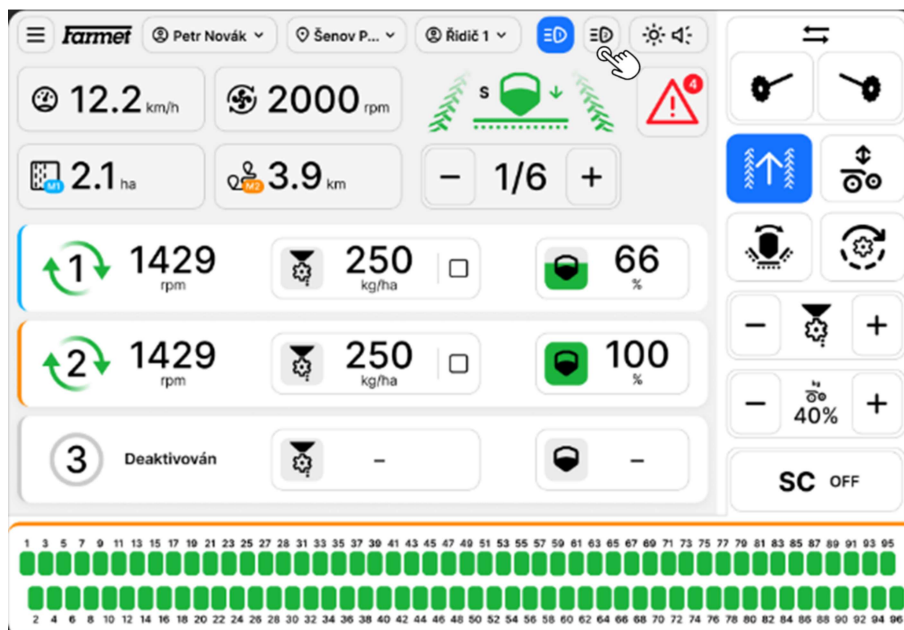 Farmet Petr Novák Šenov P... Řidič 1
12.2 km/h 2000 rpm S 4
M1 2.1 ha M2 3.9 km − 1/6 +
1 1429 rpm 250 kg/ha 66 %
2 1429 rpm 250 kg/ha 100 %
3 Deaktivován – –
− +
− kg 40% +
SC OFF
1 3 5 7 9 11 13 15 17 19 21 23 25 27 28 31 33 35 37 39 41 43 45 47 49 51 53 55 57 59 61 63 65 67 69 71 73 75 77 79 81 83 85 87 89 91 93 95
2 4 6 8 10 12 14 16 18 20 22 24 26 28 30 32 34 36 38 40 42 44 46 48 50 52 54 56 58 60 62 64 66 68 70 72 74 76 78 80 82 84 86 88 90 92 94 96